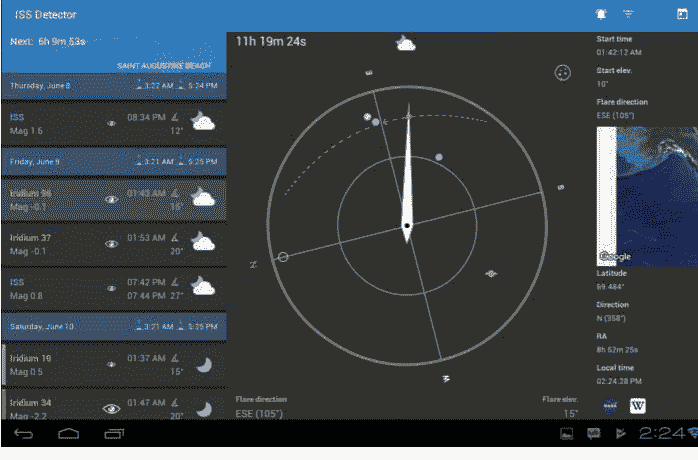 ISS Detector
Next: 6h 9m 53s
SAINT AUGUSTINE BEACH
Thursday, June 8 3:22 AM 5:24 PM
ISS 08:34 PM
Mag 1.6 12°
Friday, June 9 3:21 AM 5:25 PM
Iridium 96 01:43 AM
Mag -0.1 15°
Iridium 37 01:53 AM
Mag -0.1 20°
ISS 07:42 PM
Mag 0.8 07:44 PM 27°
Saturday, June 10 3:21 AM 5:25 PM
Iridium 19 01:37 AM
Mag 0.5 15°
Iridium 34 01:47 AM
Mag -2.2 20°
11h 19m 24s
N
Flare direction
ESE (105°)
Flare elev.
15°
Start time
01:42:12 AM
Start elev.
10°
Flare direction
ESE (105°)
Google
Latitude
Direction
N (358°)
RA
8h 52m 25s
Local time
02:24:28 PM
W
2:24